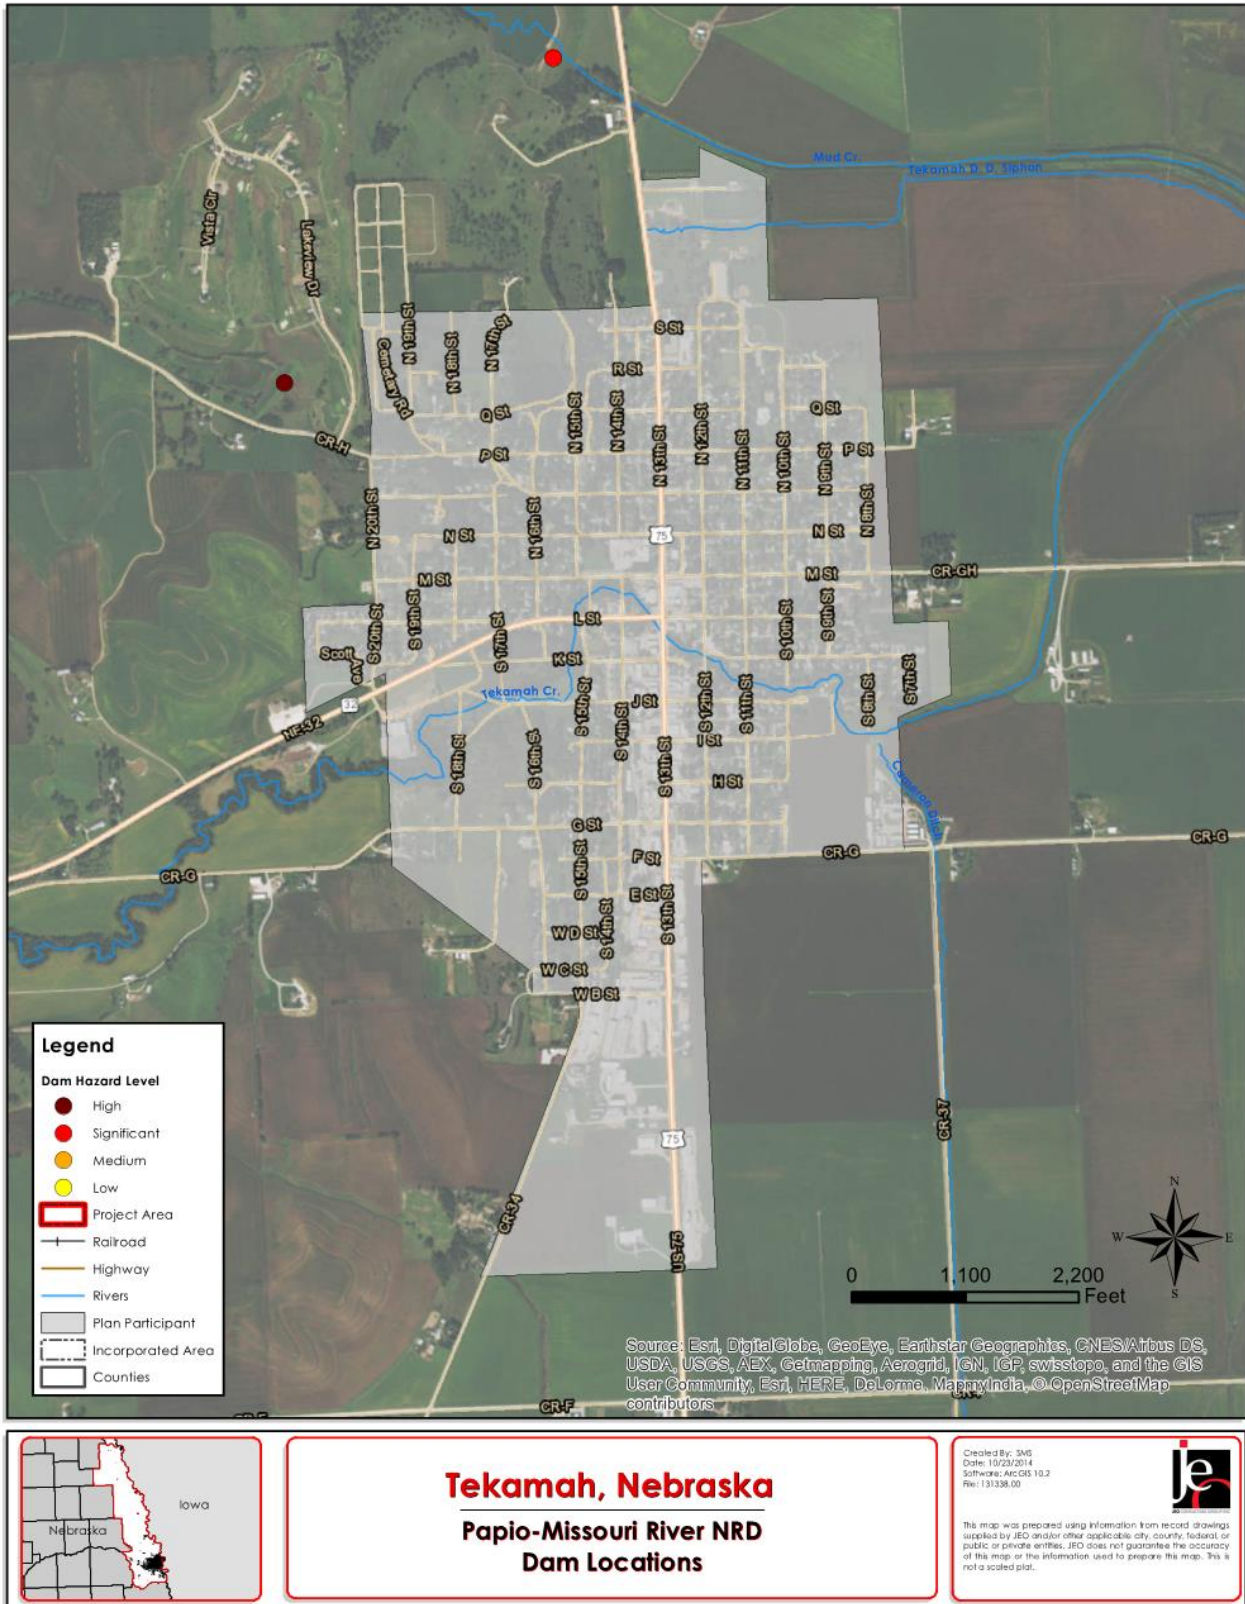 Mud Cr.
Tekamah D. D. Siphon
Vista Cir
Lakeview Dr
N 19th St
N 18th St
N 17th St
Cemetary Rd
S St
R St
Q St
Q St
N 15th St
N 14th St
N 13th St
N 12th St
N 11th St
N 10th St
N 9th St
N 8th St
CR-H
P St
P St
N 20th St
N 16th St
N St
75
N St
M St
M St
CR-GH
S 20th St
S 19th St
S 17th St
L St
S 10th St
S 9th St
Scott
Ave
K St
S 7th St
Tekamah Cr.
S 15th St
J St
S 12th St
S 11th St
S 8th St
32
NE-32
S 14th St
I St
S 18th St
S 16th St
S 13th St
H St
Cameron Ditch
G St
CR-G
F St
CR-G
CR-G
S 15th St
E St
S 14th St
S 13th St
W D St
W C St
W B St
CR-37
75
CR-34
US-75
Legend
Dam Hazard Level
High
Significant
Medium
Low
Project Area
Railroad
Highway
Rivers
Plan Participant
Incorporated Area
Counties
N
W E
S
0 1,100 2,200
Feet
Source: Esri, DigitalGlobe, GeoEye, Earthstar Geographics, CNES/Airbus DS,
USDA, USGS, AEX, Getmapping, Aerogrid, IGN, IGP, swisstopo, and the GIS
User Community, Esri, HERE, DeLorme, MapmyIndia, © OpenStreetMap
contributors
CR-F
Iowa
Nebraska
Tekamah, Nebraska
Papio-Missouri River NRD
Dam Locations
Created By: SMS
Date: 10/23/2014
Software: ArcGIS 10.2
File: 131338.00
je
This map was prepared using information from record drawings
supplied by JEO and/or other applicable city, county, federal, or
public or private entities. JEO does not guarantee the accuracy
of this map or the information used to prepare this map. This is
not a scaled plat.